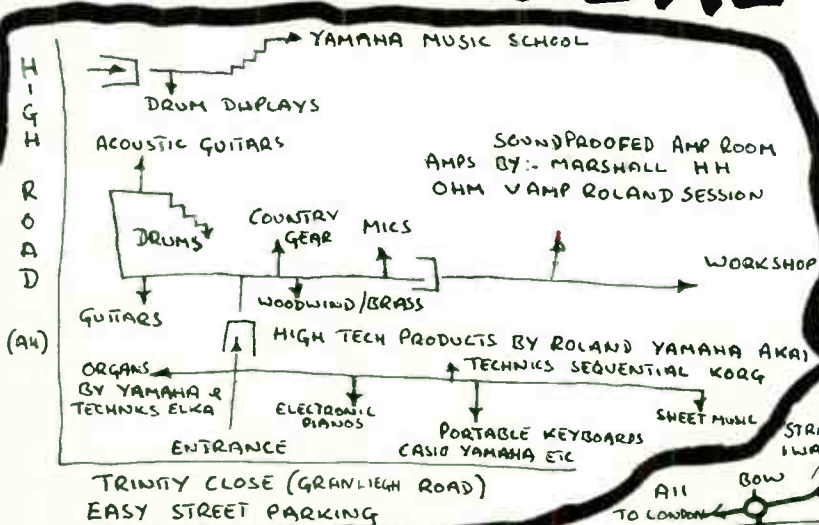 YAMAHA MUSIC SCHOOL
DRUM DISPLAYS
HIGH ROAD
(A11)
ACOUSTIC GUITARS
SOUNDPROOFED AMP ROOM
AMPS BY:- MARSHALL HH
OHM VAMP ROLAND SESSION
DRUMS
COUNTRY
GEAR
MICS
WORKSHOP
GUITARS
WOODWIND/BRASS
HIGH TECH PRODUCTS BY ROLAND YAMAHA AKAI
TECHNICS SEQUENTIAL KORG
ORGANS
BY YAMAHA &
TECHNICS ELKA
ELECTRONIC
PIANOS
PORTABLE KEYBOARDS
CASIO YAMAHA ETC
SHEET MUSIC
ENTRANCE
TRINITY CLOSE (GRANLIEGH ROAD)
EASY STREET PARKING
A11
TO LONDON
BOW